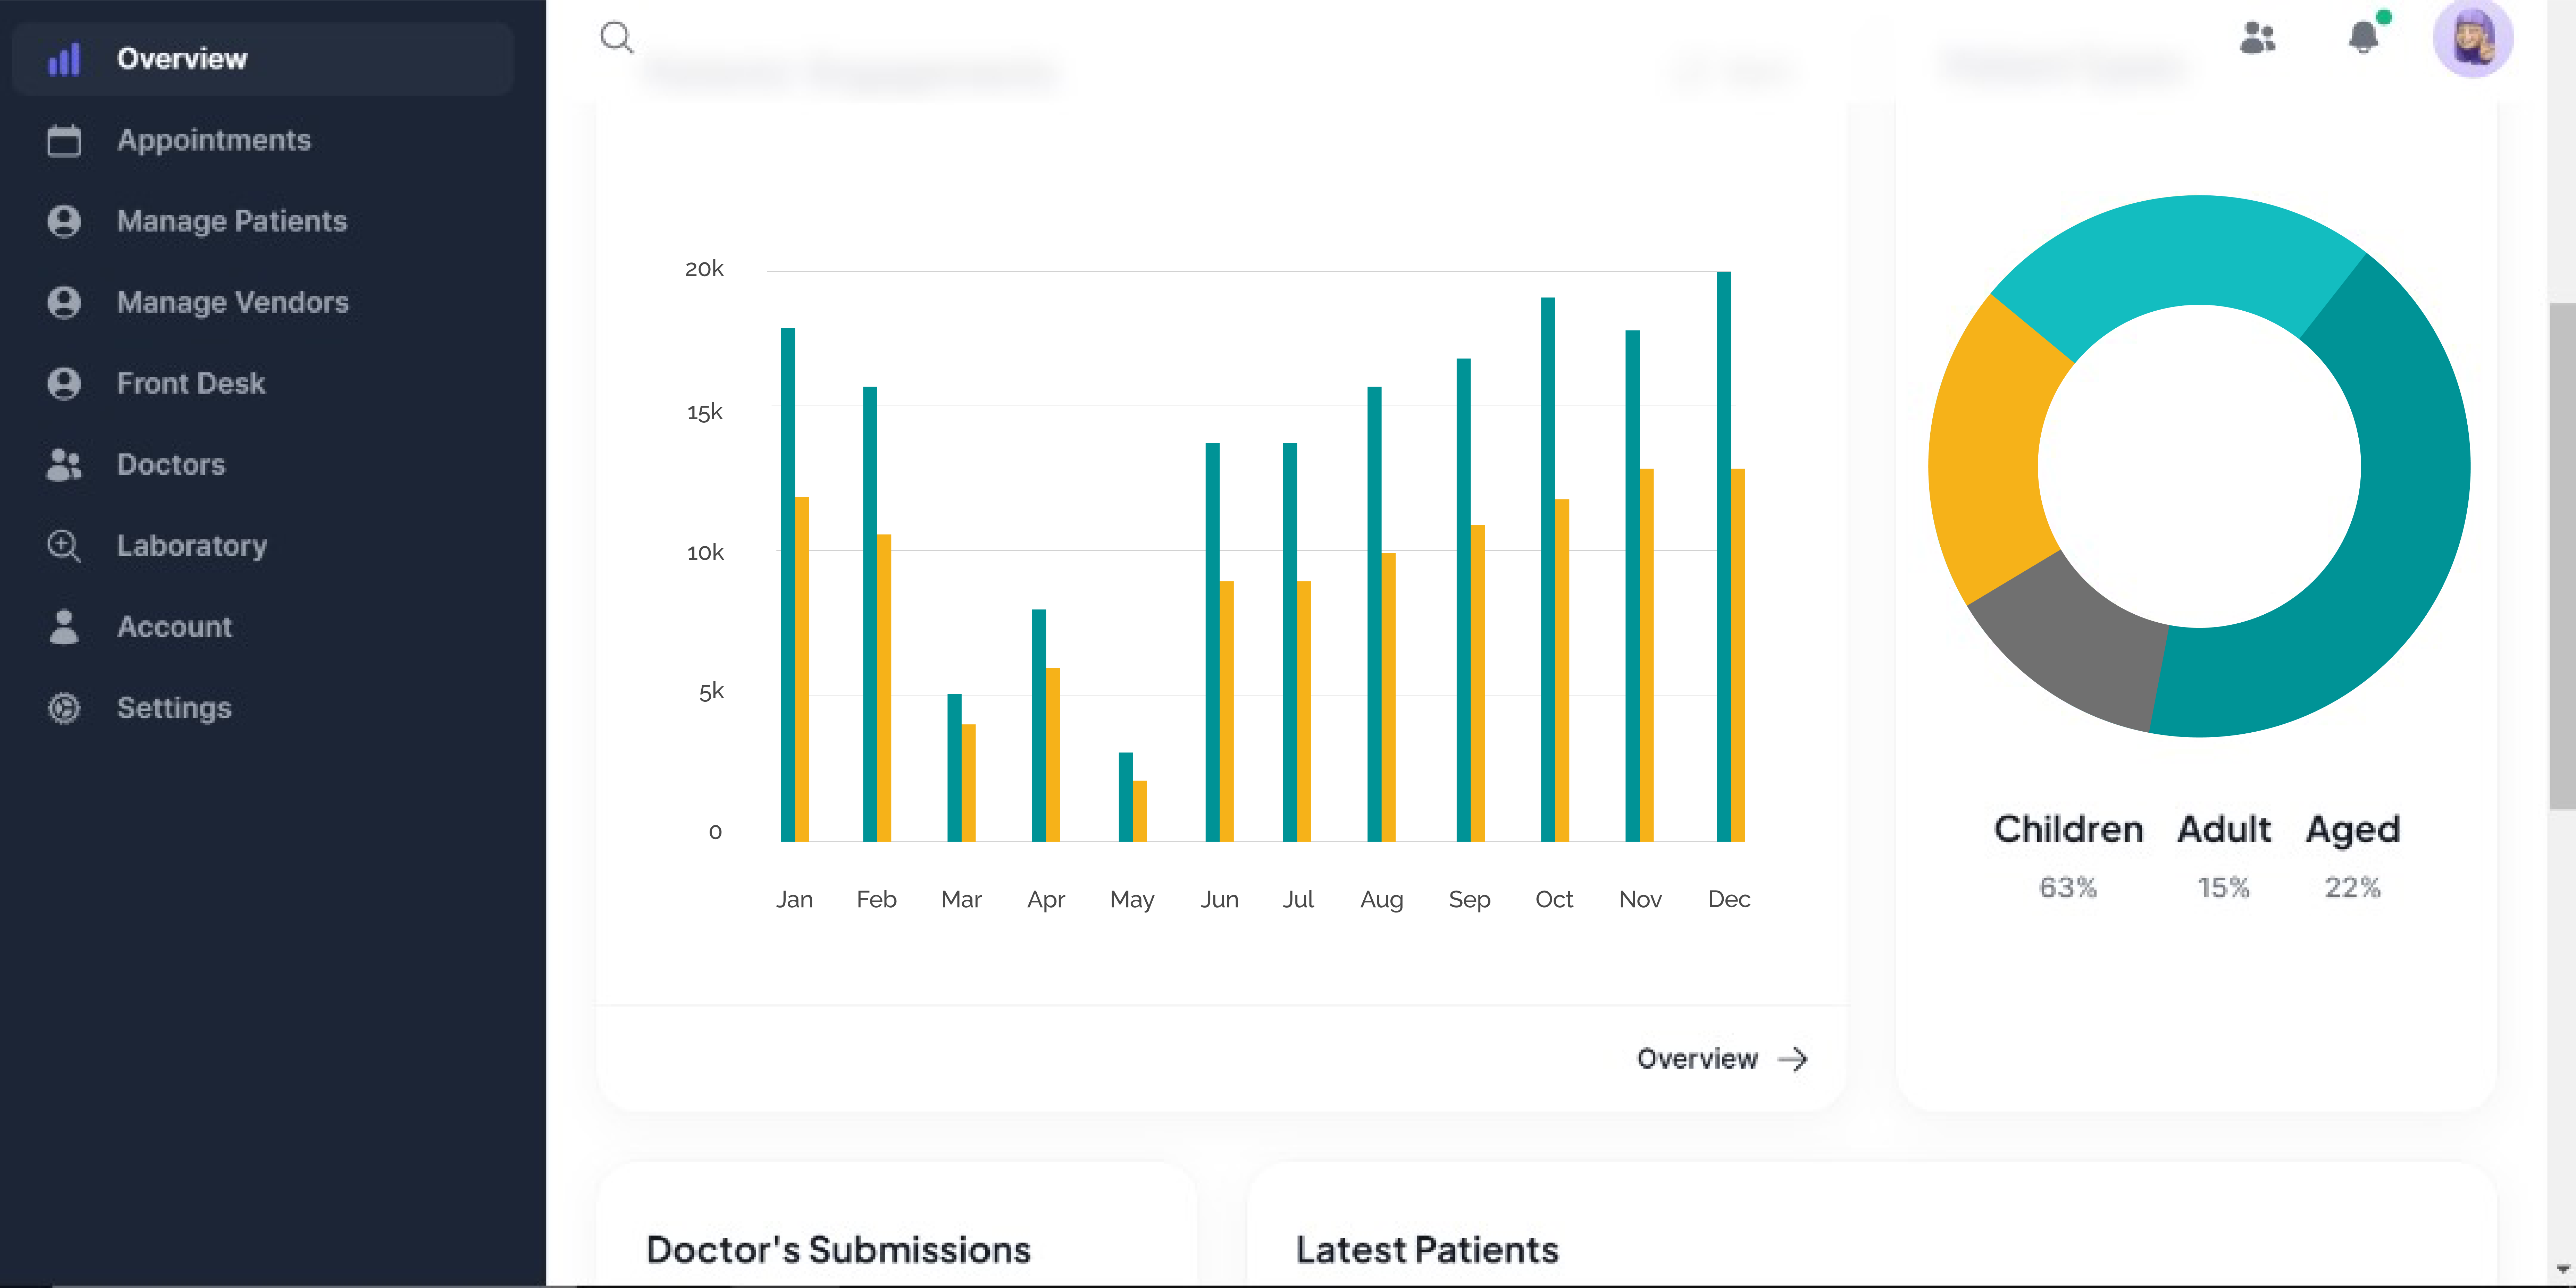 Overview
Appointments
Manage Patients
Manage Vendors
Front Desk
Doctors
Laboratory
Account
Settings
20k
15k
10k
5k
0
Jan Feb Mar Apr May Jun Jul Aug Sep Oct Nov Dec
Overview
Children Adult Aged
63% 15% 22%
Doctor's Submissions
Latest Patients